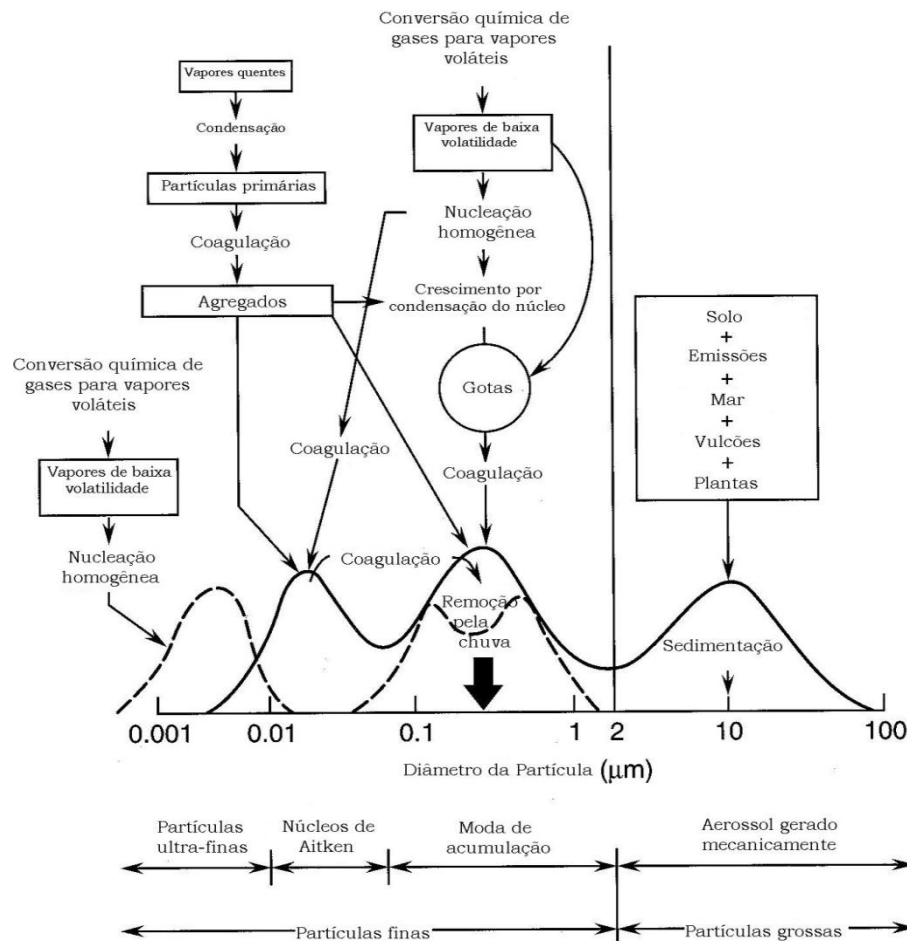 Conversão química de
gases para vapores
voláteis
Vapores quentes
Condensação
Partículas primárias
Coagulação
Agregados
Vapores de baixa
volatilidade
Nucleação
homogênea
Crescimento por
condensação do núcleo
Gotas
Coagulação
Solo
+
Emissões
+
Mar
+
Vulcões
+
Plantas
Conversão química de
gases para vapores
voláteis
Vapores de baixa
volatilidade
Nucleação
homogênea
Coagulação
Coagulação
Remoção
pela
chuva
Sedimentação
0.001 0.01 0.1 1 2 10 100
Diâmetro da Partícula (μm)
Partículas
ultra-finas
Núcleos de
Aitken
Moda de
acumulação
Aerossol gerado
mecanicamente
Partículas finas
Partículas grossas